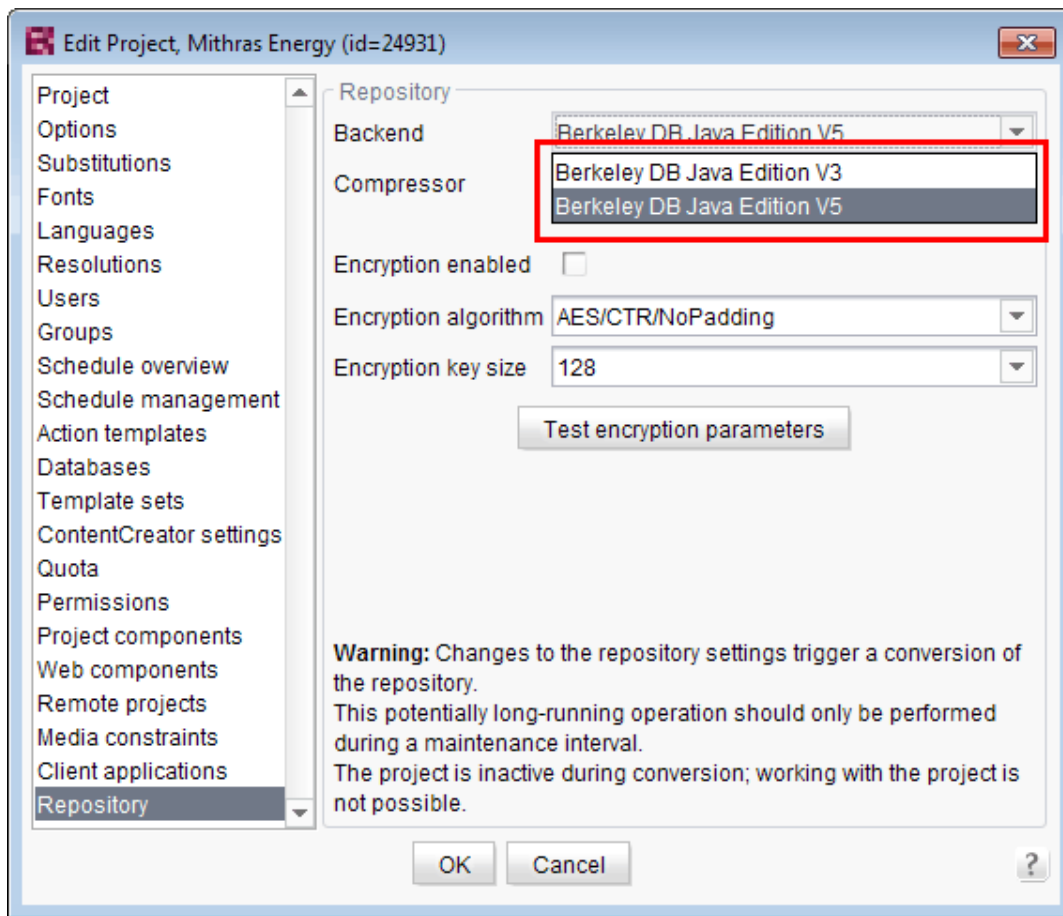 Edit Project, Mithras Energy (id=24931)
Project
Options
Substitutions
Fonts
Languages
Resolutions
Users
Groups
Schedule overview
Schedule management
Action templates
Databases
Template sets
ContentCreator settings
Quota
Permissions
Project components
Web components
Remote projects
Media constraints
Client applications
Repository
Repository
Backend
Berkeley DB Java Edition V5
Berkeley DB Java Edition V3
Berkeley DB Java Edition V5
Compressor
Encryption enabled
Encryption algorithm AES/CTR/NoPadding
Encryption key size 128
Test encryption parameters
Warning: Changes to the repository settings trigger a conversion of
the repository.
This potentially long-running operation should only be performed
during a maintenance interval.
The project is inactive during conversion; working with the project is
not possible.
OK
Cancel
?